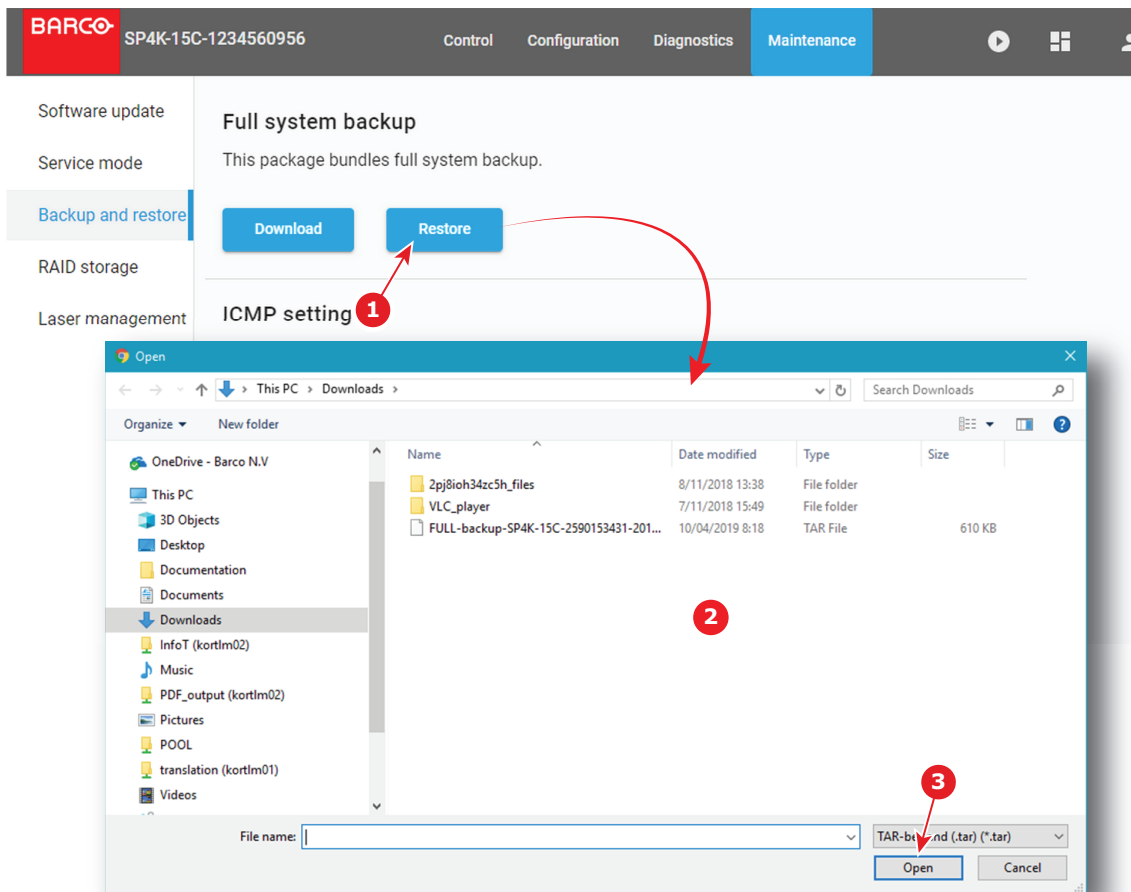 BARCO
SP4K-15C-1234560956
Control
Configuration
Diagnostics
Maintenance
Software update
Service mode
Backup and restore
RAID storage
Laser management
Full system backup
This package bundles full system backup.
Download
Restore
1
ICMP setting
Open
This PC > Downloads >
Search Downloads
Organize
New folder
?
OneDrive - Barco N.V
This PC
3D Objects
Desktop
Documentation
Documents
Downloads
InfoT (kortlm02)
Music
PDF_output (kortlm02)
Pictures
POOL
translation (kortlm01)
Videos
Name
Date modified
Type
Size
2pj8ioh34zc5h_files
8/11/2018 13:38
File folder
VLC_player
7/11/2018 15:49
File folder
FULL-backup-SP4K-15C-2590153431-201...
10/04/2019 8:18
TAR File
610 KB
2
3
File name:
(.tar) (*.tar)
Open
Cancel